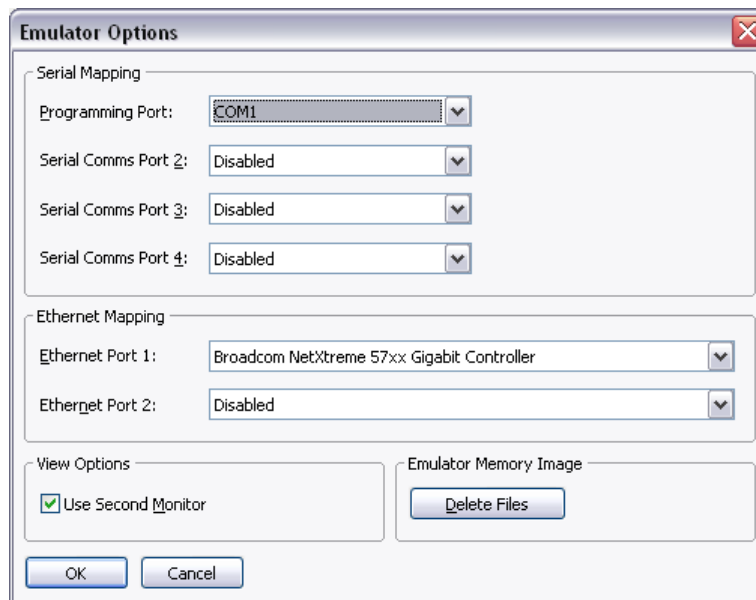 Emulator Options
Serial Mapping
Programming Port: COM1
Serial Comms Port 2: Disabled
Serial Comms Port 3: Disabled
Serial Comms Port 4: Disabled
Ethernet Mapping
Ethernet Port 1: Broadcom NetXtreme 57xx Gigabit Controller
Ethernet Port 2: Disabled
View Options Emulator Memory Image
Use Second Monitor Delete Files
OK Cancel